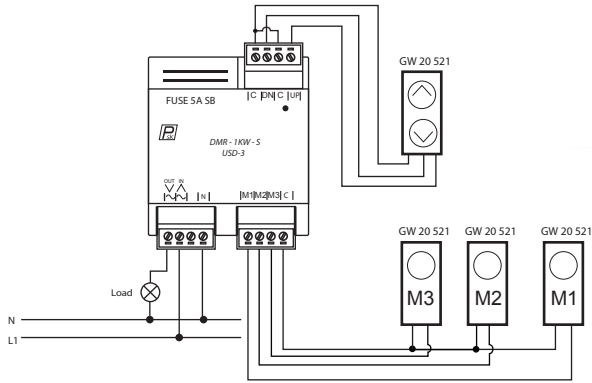 GW 20 521
FUSE 5A SB
C DN C UP
P SK
DMR - 1KW - S
USD-3
OUT IN
N
M1 M2 M3 C
GW 20 521
GW 20 521
GW 20 521
M3
M2
M1
Load
N
L1